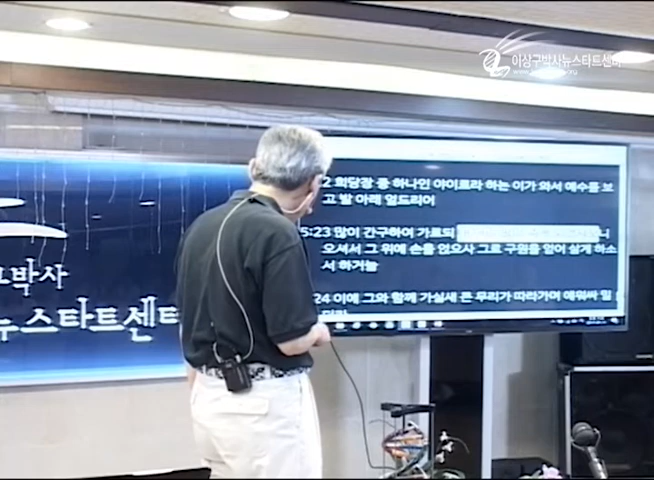 이상구박사뉴스타트센터
2 회당장 중 하나인 야이로라 하는 이가 와서 예수를 보
고 발 아래 엎드리어
5:23 많이 간구하여 가로되
오셔서 그 위에 손을 얹으사 그로 구원을 얻어 살게 하소
서 하거늘
24 이에 그와 함께 가실새 큰 무리가 따라가며 에워싸 밀
구박사
뉴스타트센터